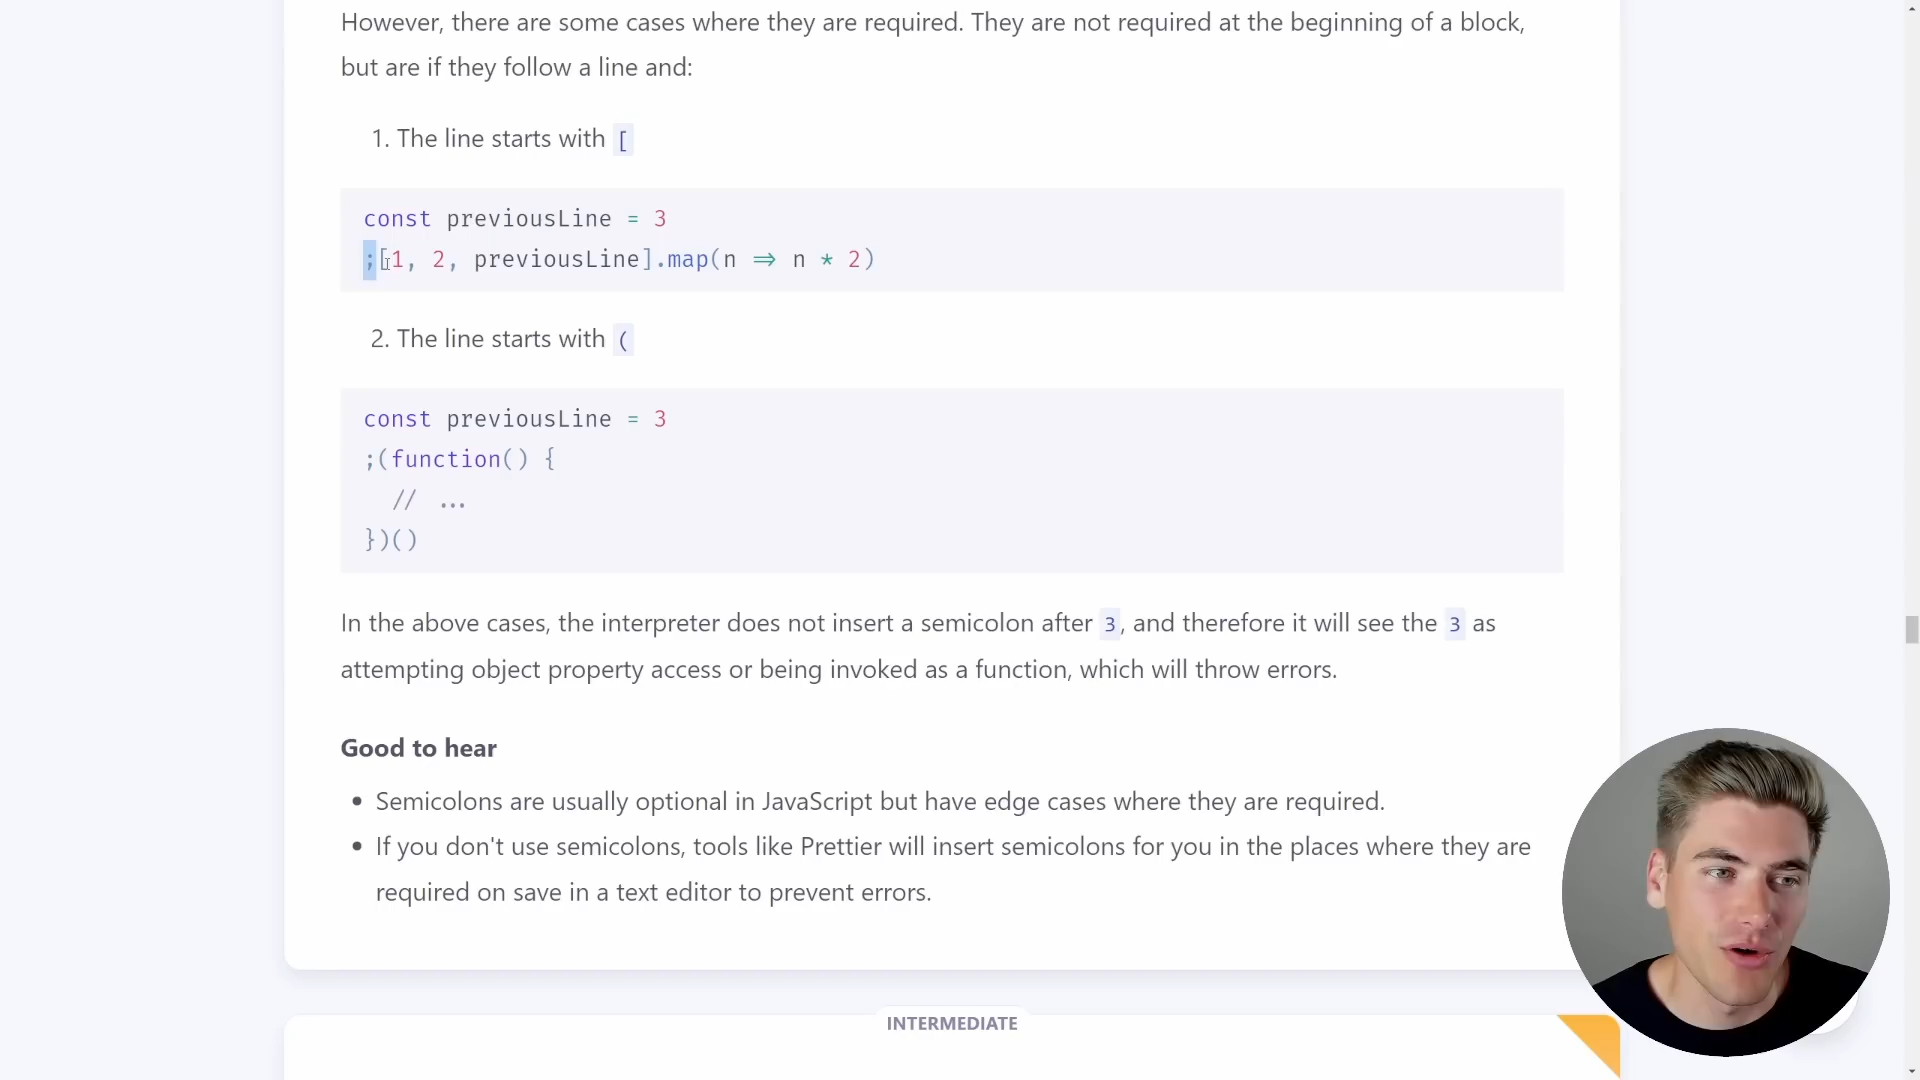 However, there are some cases where they are required. They are not required at the beginning of a block,
but are if they follow a line and:
1. The line starts with [
const previousLine = 3
;[1, 2, previousLine].map(n => n * 2)
2. The line starts with (
const previousLine = 3
;(function() {
// ...
})()
In the above cases, the interpreter does not insert a semicolon after 3, and therefore it will see the 3 as
attempting object property access or being invoked as a function, which will throw errors.
Good to hear
• Semicolons are usually optional in JavaScript but have edge cases where they are required.
• If you don't use semicolons, tools like Prettier will insert semicolons for you in the places where they are
required on save in a text editor to prevent errors.
INTERMEDIATE